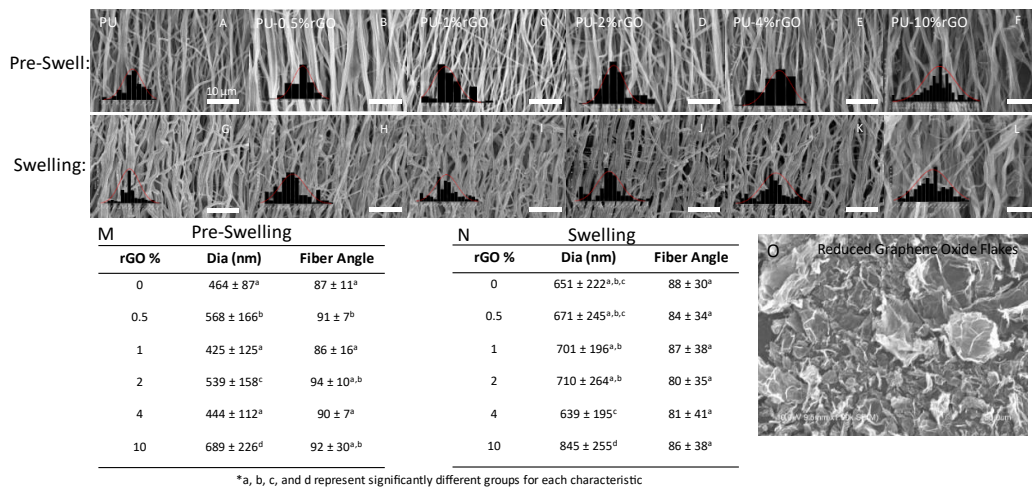 PU A PU-0.5%rGO B PU-1%rGO C PU-2%rGO D PU-4%rGO E PU-10%rGO F
Pre-Swell:
10 µm
G H I J K L
Swelling:
M Pre-Swelling
rGO % Dia (nm) Fiber Angle
0 464 ± 87ᵃ 87 ± 11ᵃ
0.5 568 ± 166ᵇ 91 ± 7ᵇ
1 425 ± 125ᵃ 86 ± 16ᵃ
2 539 ± 158ᶜ 94 ± 10ᵃ,ᵇ
4 444 ± 112ᵃ 90 ± 7ᵃ
10 689 ± 226ᵈ 92 ± 30ᵃ,ᵇ
N Swelling
rGO % Dia (nm) Fiber Angle
0 651 ± 222ᵃ,ᵇ,ᶜ 88 ± 30ᵃ
0.5 671 ± 245ᵃ,ᵇ,ᶜ 84 ± 34ᵃ
1 701 ± 196ᵃ,ᵇ 87 ± 38ᵃ
2 710 ± 264ᵃ,ᵇ 80 ± 35ᵃ
4 639 ± 195ᶜ 81 ± 41ᵃ
10 845 ± 255ᵈ 86 ± 38ᵃ
O Reduced Graphene Oxide Flakes
*a, b, c, and d represent significantly different groups for each characteristic